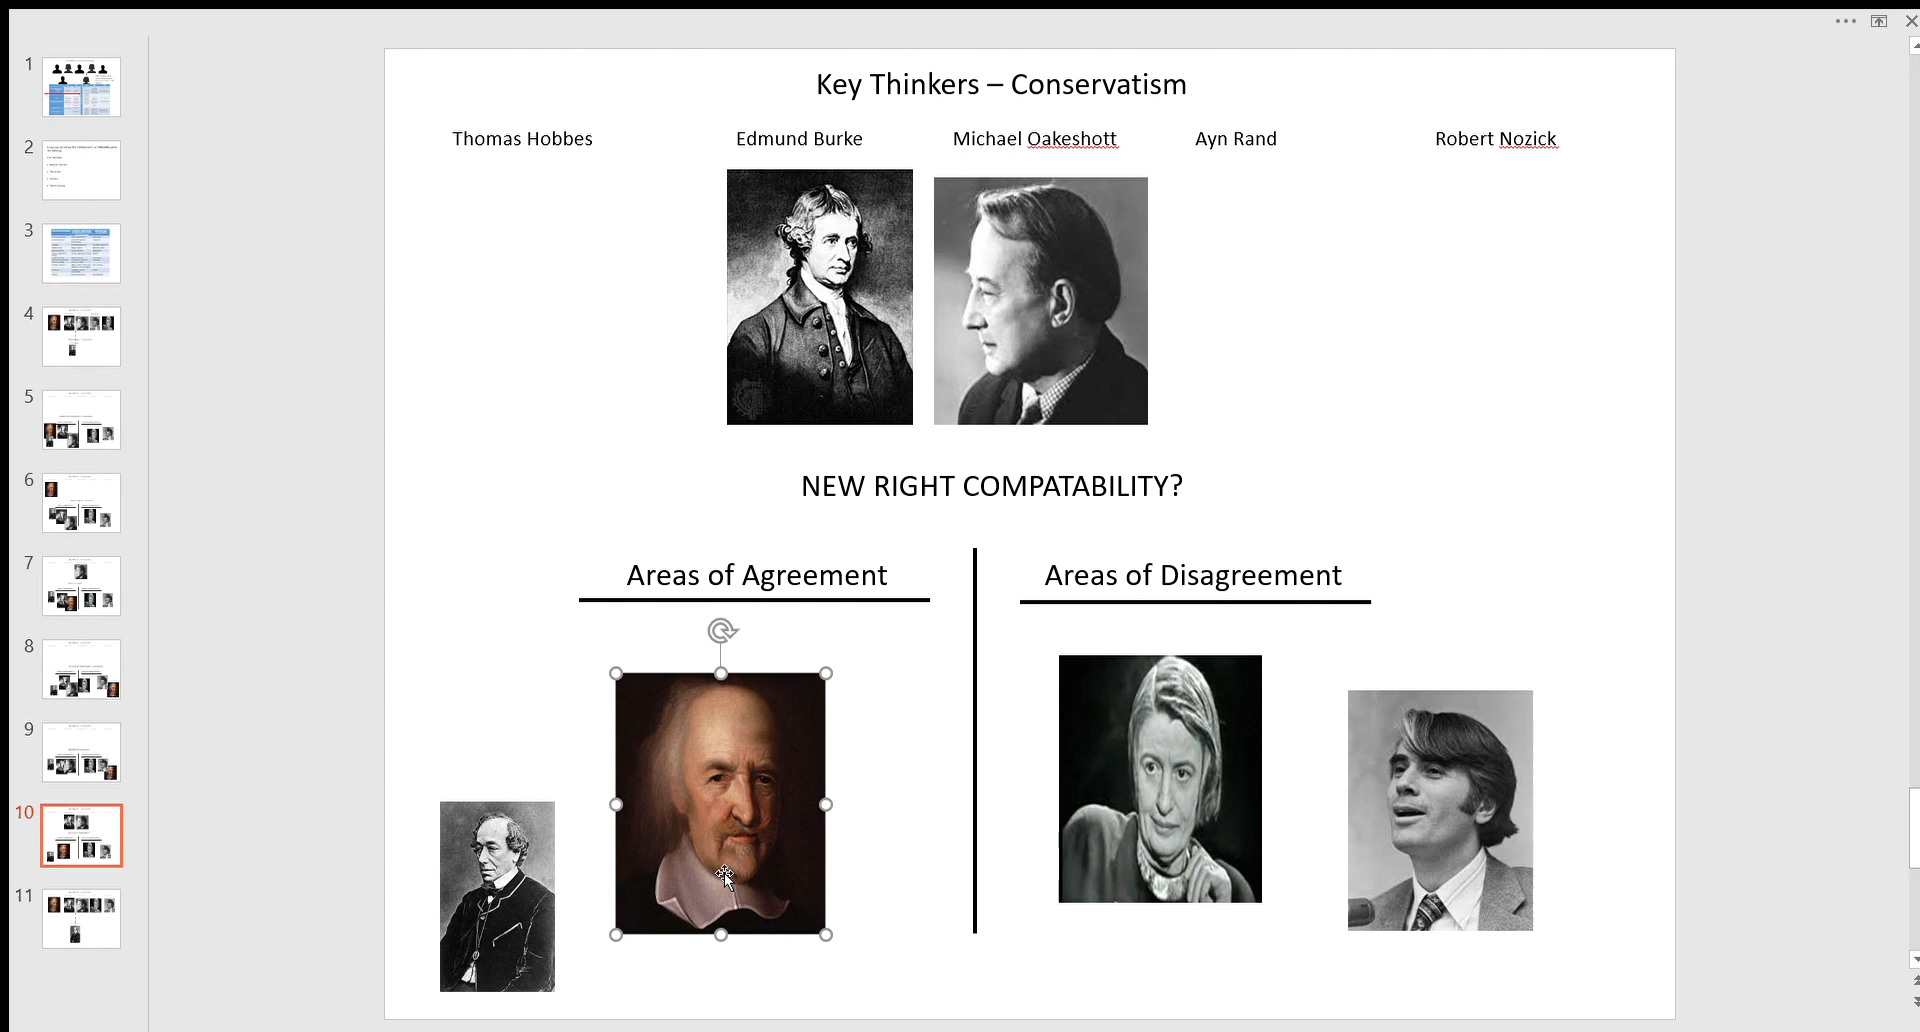 Key Thinkers – Conservatism
Thomas Hobbes Edmund Burke Michael Oakeshott Ayn Rand Robert Nozick
NEW RIGHT COMPATABILITY?
Areas of Agreement Areas of Disagreement
1
2
3
4
5
6
7
8
9
10
11